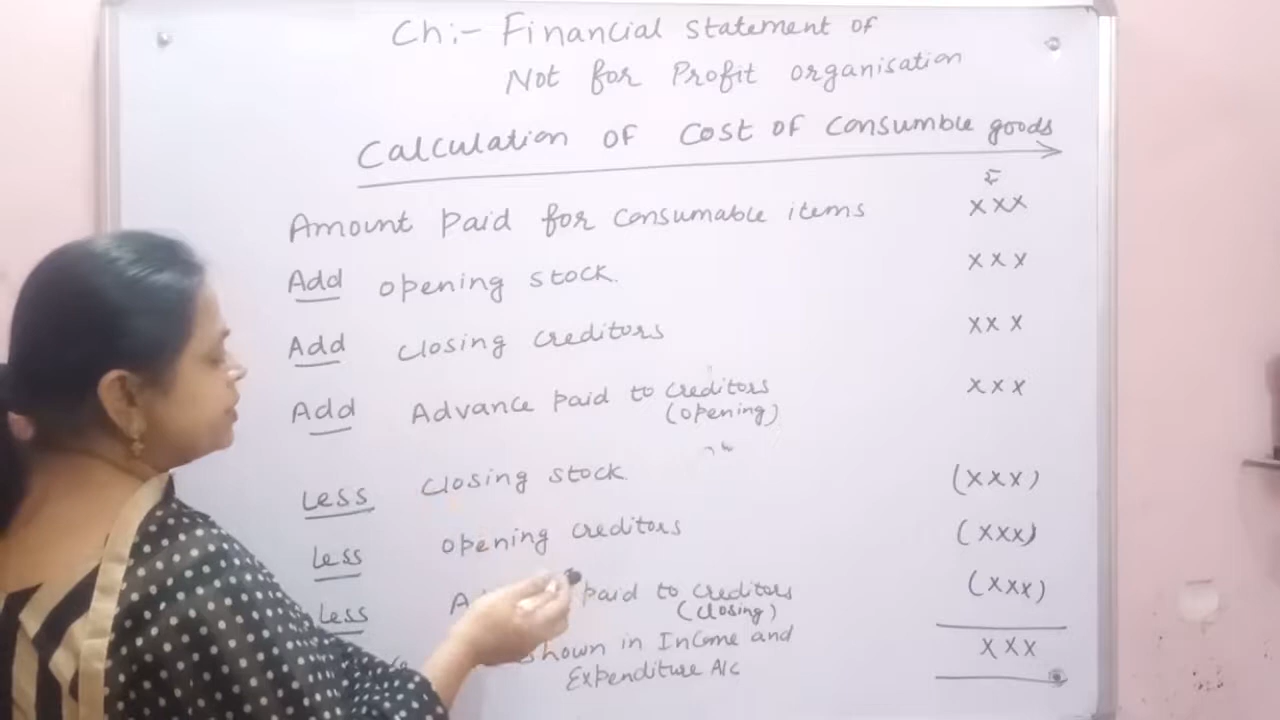 Ch:- Financial statement of
Not for Profit organisation
Calculation of Cost of Consumble goods
₹
Amount paid for consumable items xxx
Add opening stock. xxx
Add closing creditors xxx
Add Advance paid to creditors xxx
(opening)
Less closing stock. (xxx)
Less opening creditors (xxx)
Less paid to creditors (xxx)
(closing)
shown in Income and xxx
Expenditure A/c